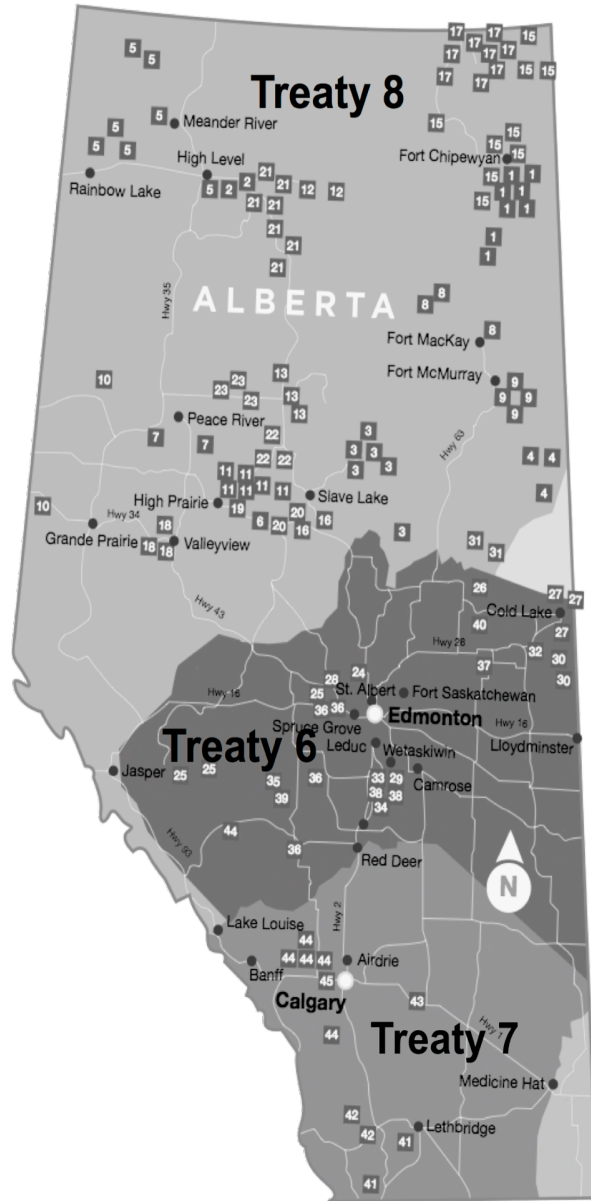 17 17 15
5 17 17
5 17 17
Treaty 8
17 17 15 15
17
5 Meander River
15
5 15
15
5 5 High Level Fort Chipewyan 15
Rainbow Lake
21 15 1 1
5 2 2 21 12 12 1 1
21 21 15 1 1
21 1
21 1
21
ALBERTA
Hwy 35
8
8
Fort MacKay 8
Fort McMurray
10 23 13 9
23 23 13 9 9
13 9
Peace River
7 7 22 3
Hwy 63
3 3
22 22 3 3 4 4
11 11
11 11 11 11 Slave Lake 4
High Prairie
10 19 20
Hwy 34 18 6 20 16 16
Grande Prairie 18 18 Valleyview
3 31
31
26 27 27
Hwy 43
Cold Lake
40 27
Hwy 28
32
24 37 30
28 30
Hwy 16 25 St. Albert Fort Saskatchewan
36 36 Edmonton
Spruce Grove Hwy 16
Treaty 6 Leduc Wetaskiwin Lloydminster
Jasper 25 25 35 36 33 29
Camrose
39 38 38
34
44
Hwy 93 36
Red Deer
N
Lake Louise
Hwy 2
44
44 44 44 Airdrie
Banff
45
Calgary
43
Hwy 1
44 Treaty 7
Medicine Hat
42
42 Lethbridge
41
41